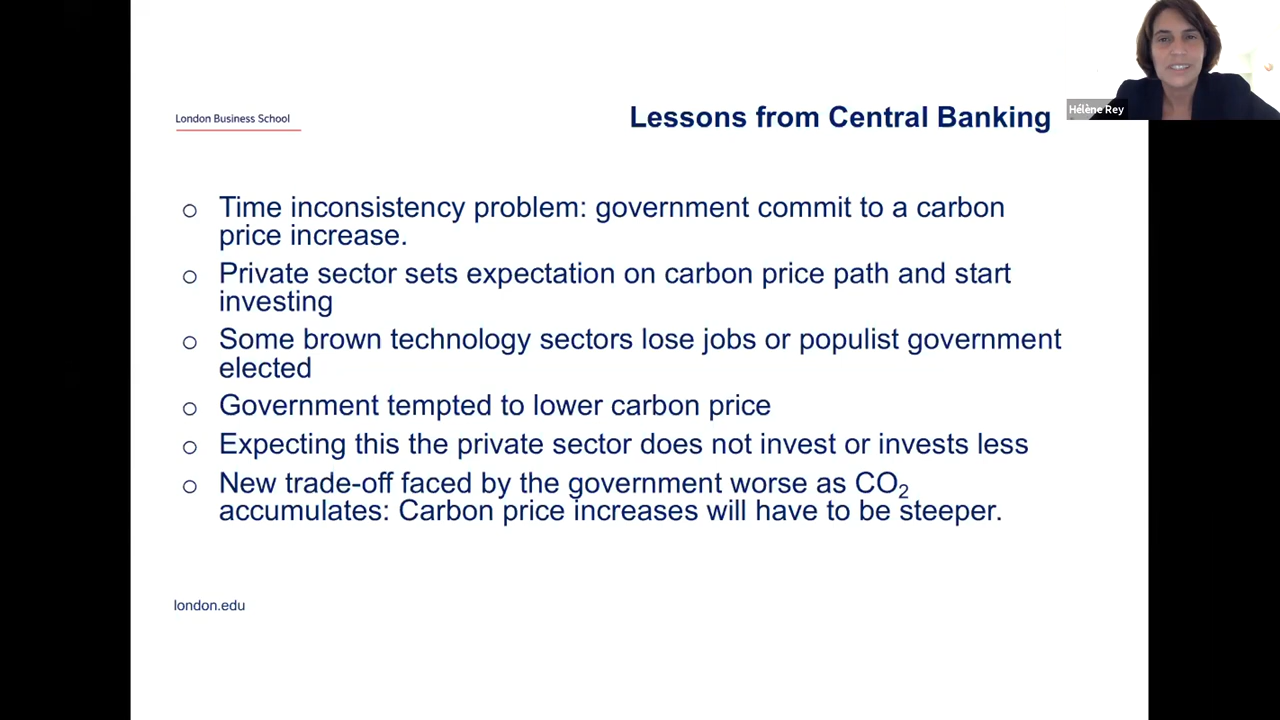 London Business School
Lessons from Central Banking
Hélène Rey
o Time inconsistency problem: government commit to a carbon
price increase.
o Private sector sets expectation on carbon price path and start
investing
o Some brown technology sectors lose jobs or populist government
elected
o Government tempted to lower carbon price
o Expecting this the private sector does not invest or invests less
o New trade-off faced by the government worse as CO₂
accumulates: Carbon price increases will have to be steeper.
london.edu